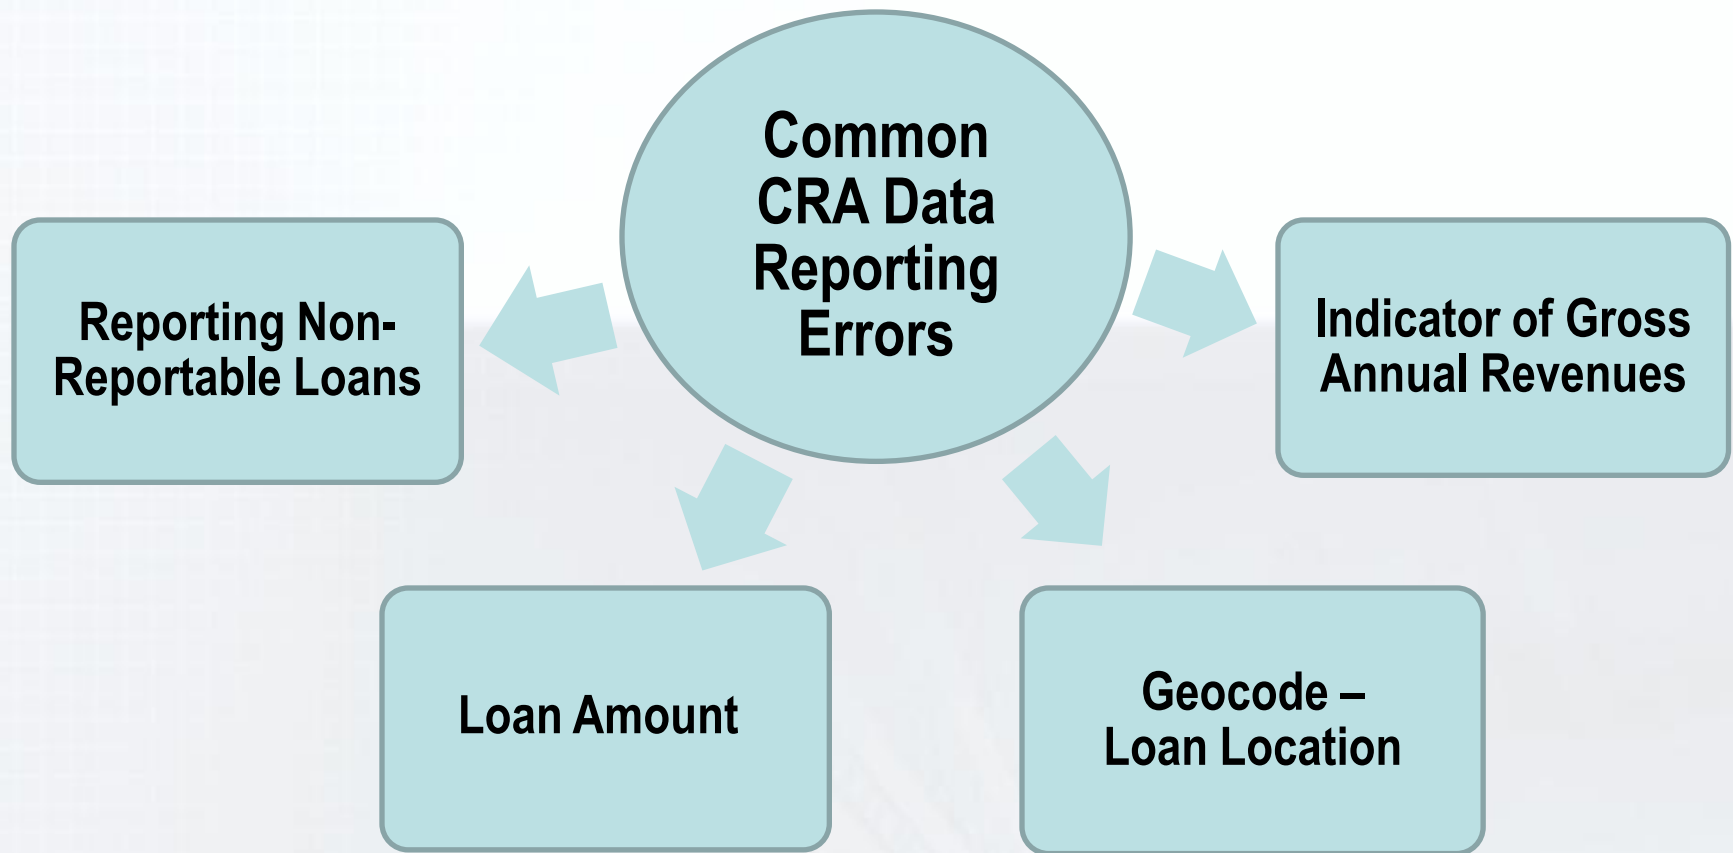 Common
CRA Data
Reporting
Errors
Reporting Non-
Reportable Loans
Indicator of Gross
Annual Revenues
Loan Amount
Geocode –
Loan Location